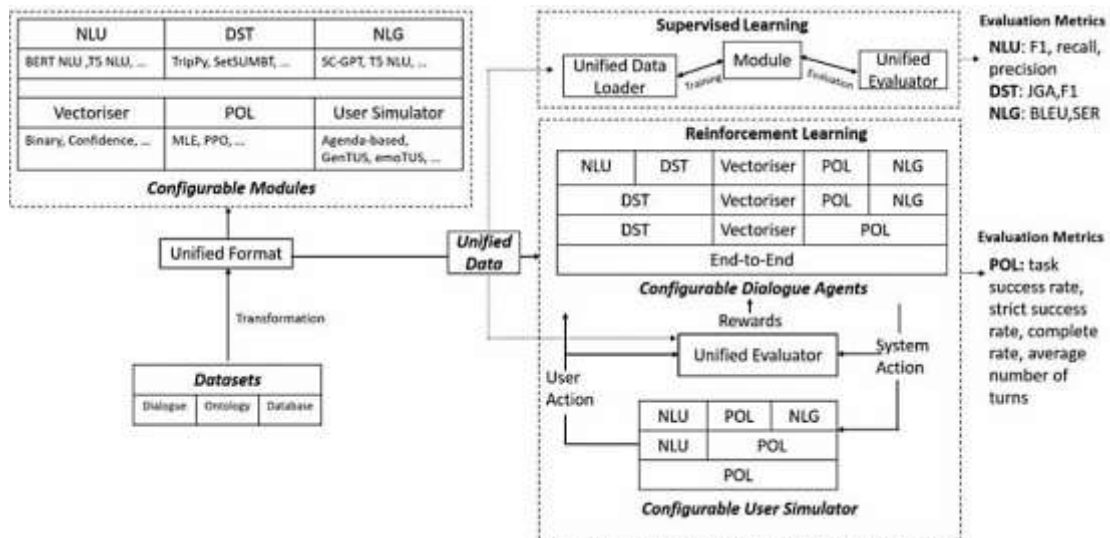 NLU DST NLG
BERT NLU ,T5 NLU, ... TripPy, SetSUMBT, ... SC-GPT, T5 NLU, ...
Vectoriser POL User Simulator
Binary, Confidence, ... MLE, PPO, ... Agenda-based,
GenTUS, emoTUS, ...
Configurable Modules
Unified Format
Transformation
Datasets
Dialogue Ontology Database
Unified
Data
Supervised Learning
Unified Data
Loader
Training
Module
Evaluation
Unified
Evaluator
Evaluation Metrics
NLU: F1, recall,
precision
DST: JGA,F1
NLG: BLEU,SER
Reinforcement Learning
NLU DST Vectoriser POL NLG
DST Vectoriser POL NLG
DST Vectoriser POL
End-to-End
Configurable Dialogue Agents
Rewards
Unified Evaluator
User
Action
System
Action
NLU POL NLG
NLU POL
POL
Configurable User Simulator
Evaluation Metrics
POL: task
success rate,
strict success
rate, complete
rate, average
number of
turns